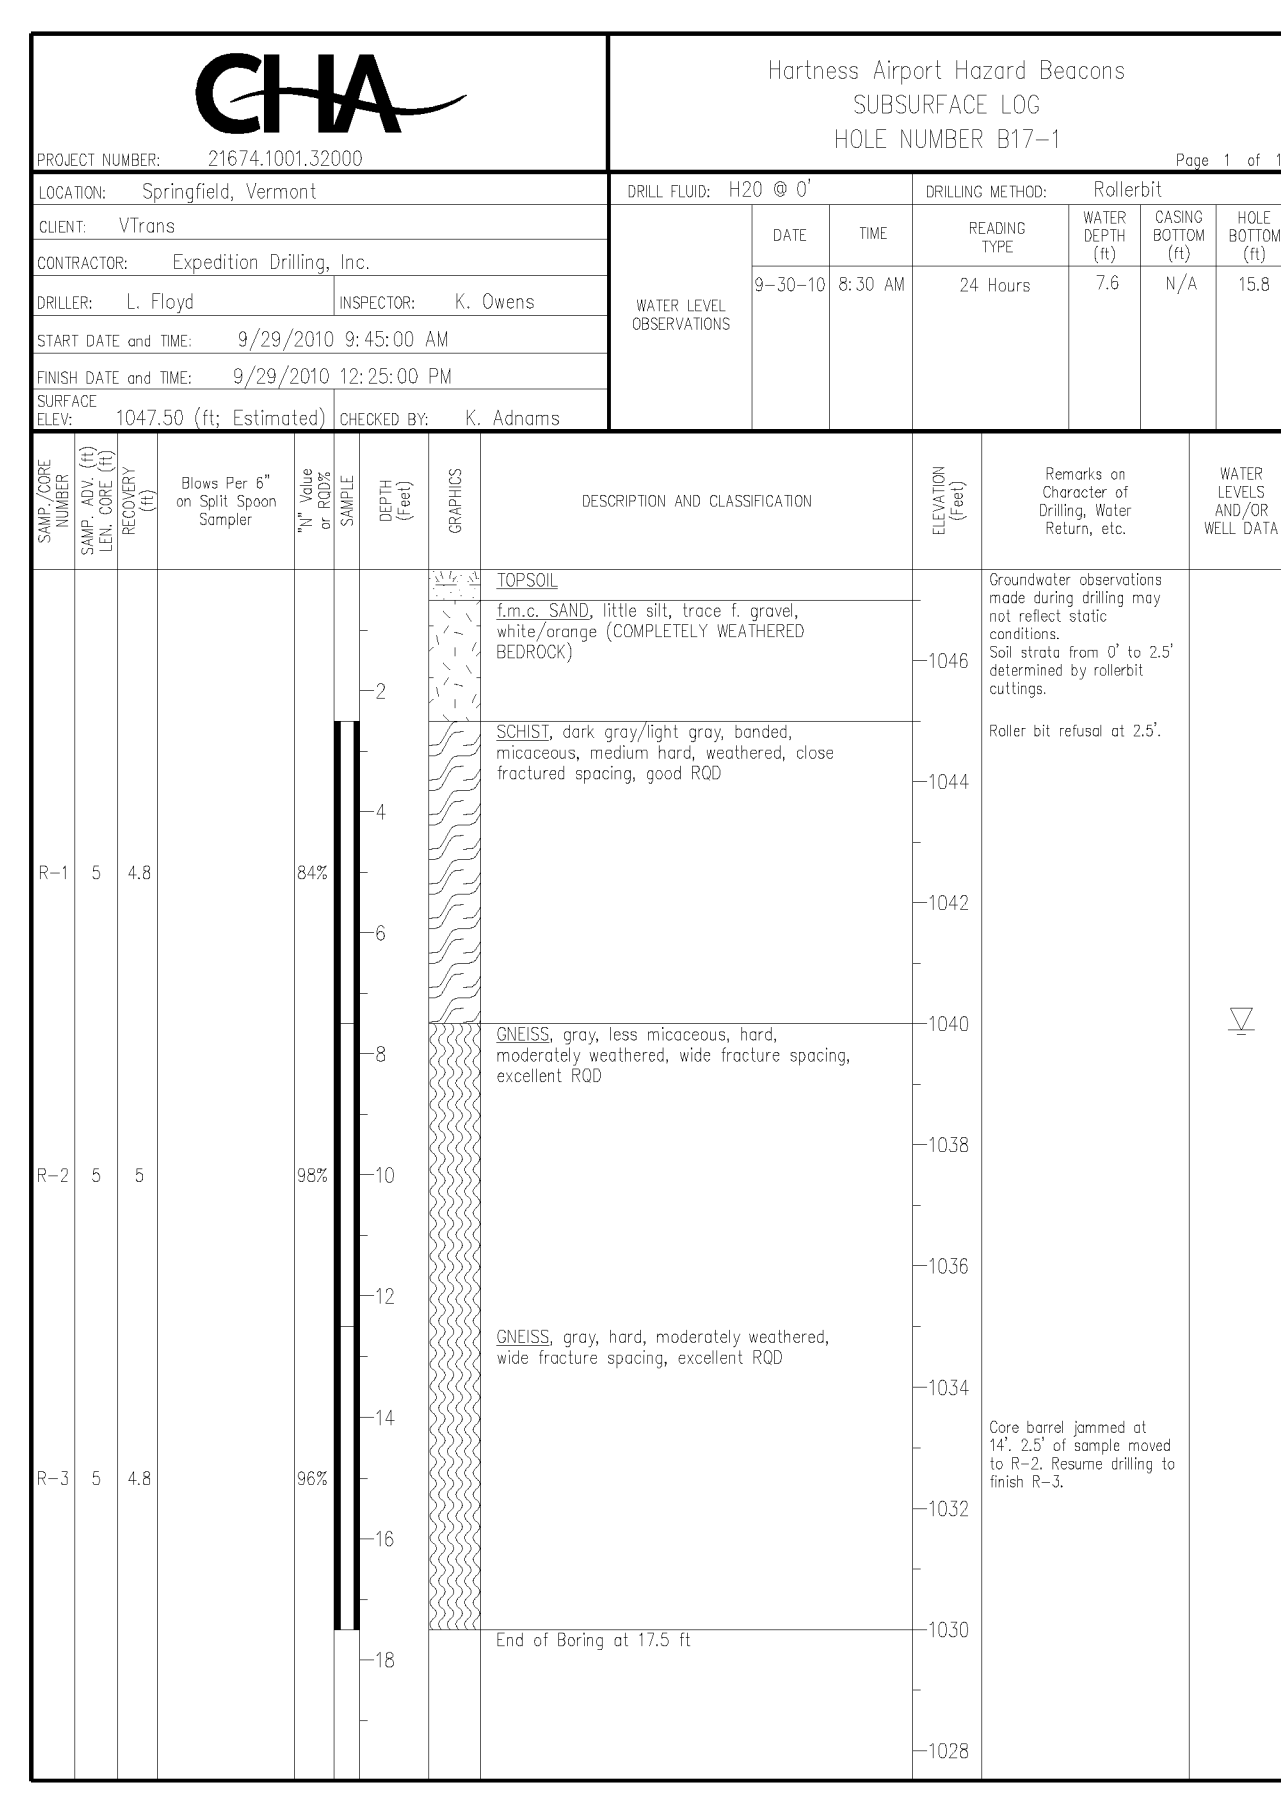 CHA
PROJECT NUMBER: 21674.1001.32000
Hartness Airport Hazard Beacons
SUBSURFACE LOG
HOLE NUMBER B17-1
Page 1 of 1
LOCATION: Springfield, Vermont
CLIENT: VTrans
CONTRACTOR: Expedition Drilling, Inc.
DRILLER: L. Floyd INSPECTOR: K. Owens
START DATE and TIME: 9/29/2010 9:45:00 AM
FINISH DATE and TIME: 9/29/2010 12:25:00 PM
SURFACE
ELEV: 1047.50 (ft; Estimated) CHECKED BY: K. Adnams
DRILL FLUID: H20 @ 0' DRILLING METHOD: Rollerbit
WATER LEVEL
OBSERVATIONS
DATE TIME
READING
TYPE
WATER
DEPTH
(ft)
CASING
BOTTOM
(ft)
HOLE
BOTTOM
(ft)
9-30-10 8:30 AM 24 Hours 7.6 N/A 15.8
SAMP./CORE
NUMBER
SAMP. ADV. (ft)
LEN. CORE (ft)
RECOVERY
(ft)
Blows Per 6"
on Split Spoon
Sampler
"N" Value
or RQD%
SAMPLE
DEPTH
(Feet)
GRAPHICS
DESCRIPTION AND CLASSIFICATION
ELEVATION
(Feet)
Remarks on
Character of
Drilling, Water
Return, etc.
WATER
LEVELS
AND/OR
WELL DATA
R-1 5 4.8 84%
R-2 5 5 98%
R-3 5 4.8 96%
2
4
6
8
10
12
14
16
18
TOPSOIL
f.m.c. SAND, little silt, trace f. gravel,
white/orange (COMPLETELY WEATHERED
BEDROCK)
SCHIST, dark gray/light gray, banded,
micaceous, medium hard, weathered, close
fractured spacing, good RQD
GNEISS, gray, less micaceous, hard,
moderately weathered, wide fracture spacing,
excellent RQD
GNEISS, gray, hard, moderately weathered,
wide fracture spacing, excellent RQD
End of Boring at 17.5 ft
1046
1044
1042
1040
1038
1036
1034
1032
1030
1028
Groundwater observations
made during drilling may
not reflect static
conditions.
Soil strata from 0' to 2.5'
determined by rollerbit
cuttings.
Roller bit refusal at 2.5'.
Core barrel jammed at
14'. 2.5' of sample moved
to R-2. Resume drilling to
finish R-3.